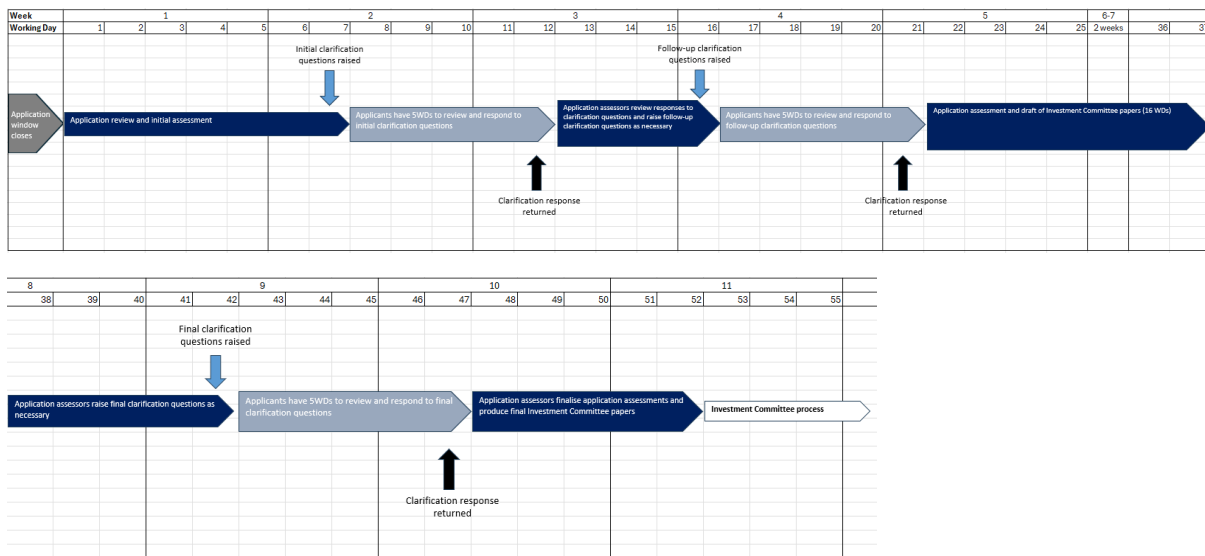 Week 1 2 3 4 5 6-7
Working Day 1 2 3 4 5 6 7 8 9 10 11 12 13 14 15 16 17 18 19 20 21 22 23 24 25 2 weeks 36 37
Initial clarification
questions raised
Follow-up clarification
questions raised
Application
window
closes
Application review and initial assessment
Applicants have 5WDs to review and respond to
initial clarification questions
Application assessors review responses to
clarification questions and raise follow-up
clarification questions as necessary
Applicants have 5WDs to review and respond to
follow-up clarification questions
Application assessment and draft of Investment Committee papers (16 WDs)
Clarification response
returned
Clarification response
returned
8 9 10 11
38 39 40 41 42 43 44 45 46 47 48 49 50 51 52 53 54 55
Final clarification
questions raised
Application assessors raise final clarification questions as
necessary
Applicants have 5WDs to review and respond to final
clarification questions
Application assessors finalise application assessments and
produce final Investment Committee papers
Investment Committee process
Clarification response
returned